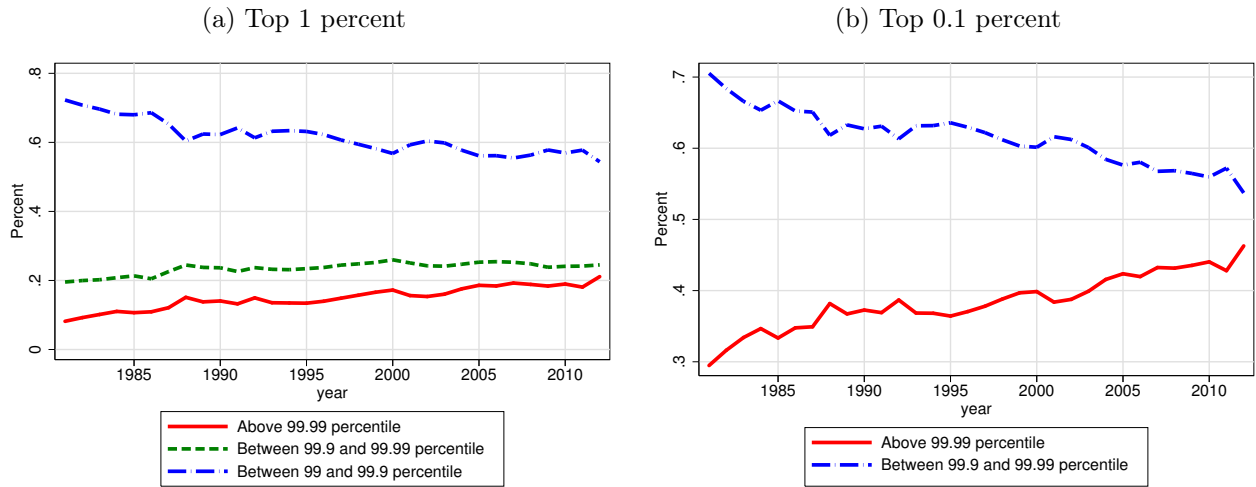 (a) Top 1 percent
Percent
.8
.6
.4
.2
0
1985 1990 1995 2000 2005 2010
year
Above 99.99 percentile
Between 99.9 and 99.99 percentile
Between 99 and 99.9 percentile
(b) Top 0.1 percent
Percent
.7
.6
.5
.4
.3
1985 1990 1995 2000 2005 2010
year
Above 99.99 percentile
Between 99.9 and 99.99 percentile